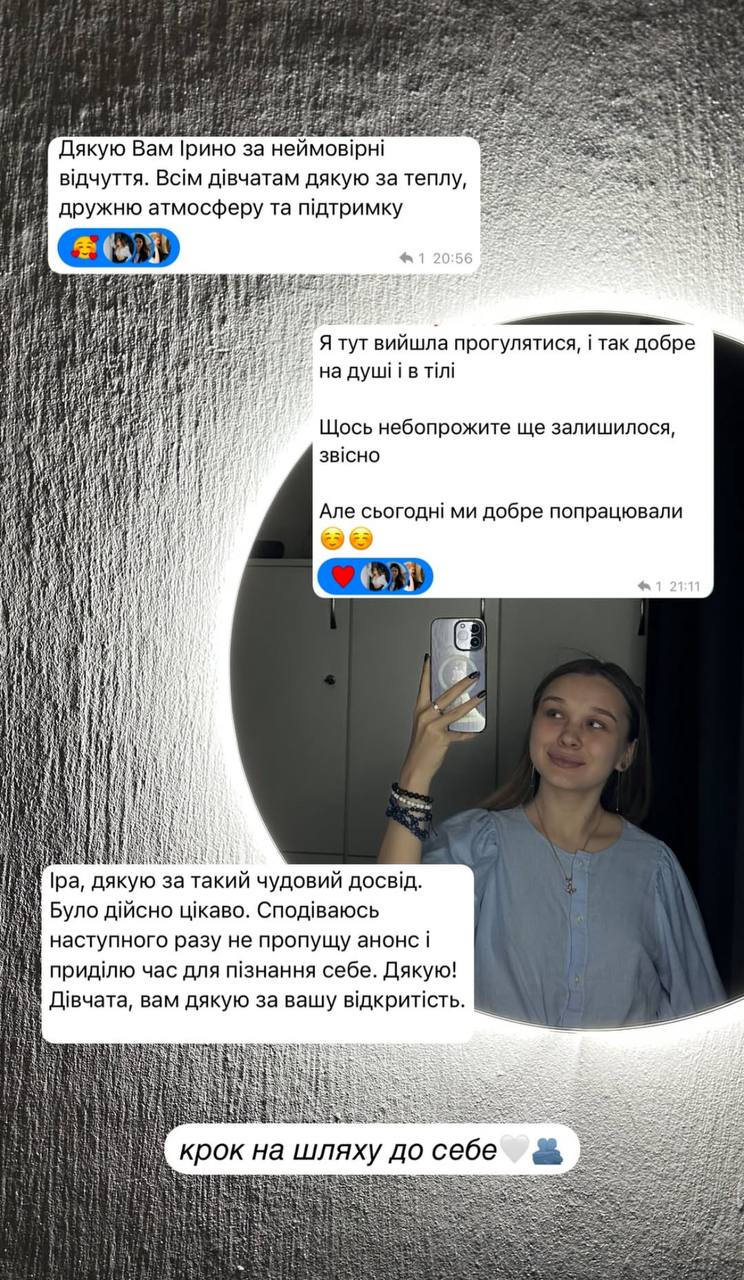 Дякую Вам Ірино за неймовірні
відчуття. Всім дівчатам дякую за теплу,
дружню атмосферу та підтримку
1 20:56
Я тут вийшла прогулятися, і так добре
на душі і в тілі
Щось небопрожите ще залишилося,
звісно
Але сьогодні ми добре попрацювали
1 21:11
Іра, дякую за такий чудовий досвід.
Було дійсно цікаво. Сподіваюсь
наступного разу не пропущу анонс і
приділю час для пізнання себе. Дякую!
Дівчата, вам дякую за вашу відкритість.
крок на шляху до себе